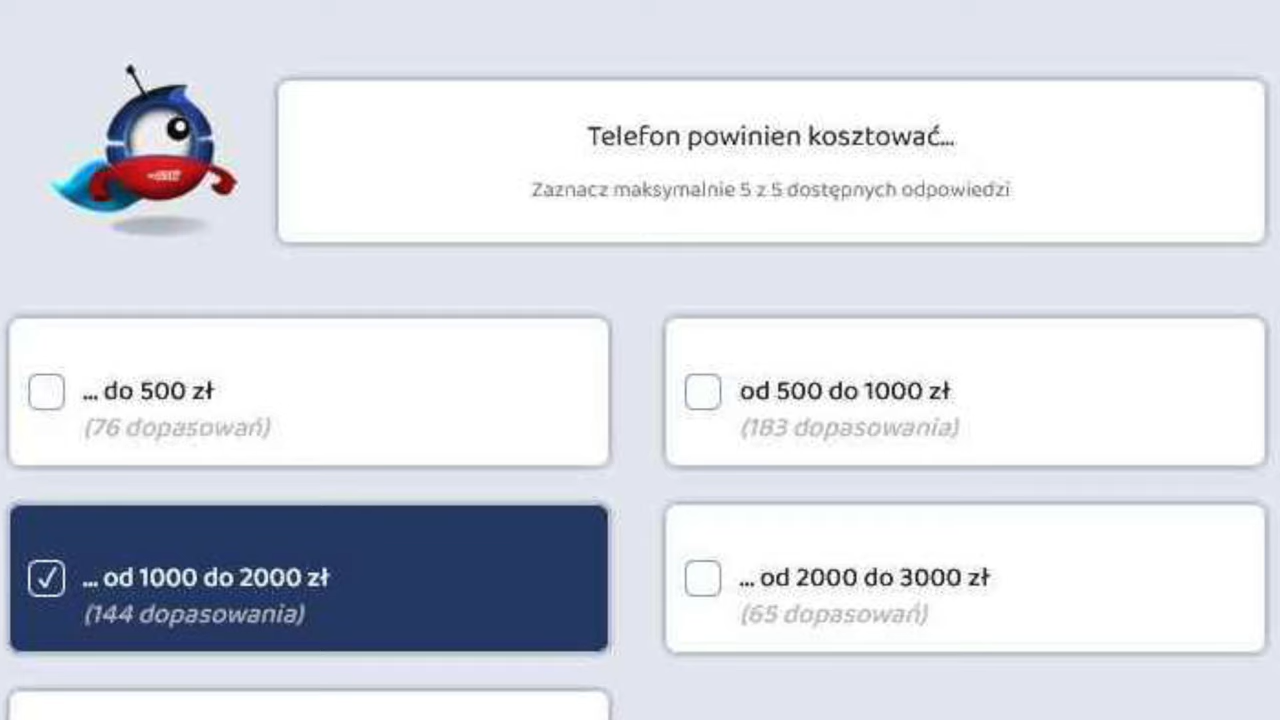 Telefon powinien kosztować...
Zaznacz maksymalnie 5 z 5 dostępnych odpowiedzi
... do 500 zł
(76 dopasowań)
od 500 do 1000 zł
(183 dopasowania)
... od 1000 do 2000 zł
(144 dopasowania)
... od 2000 do 3000 zł
(65 dopasowań)